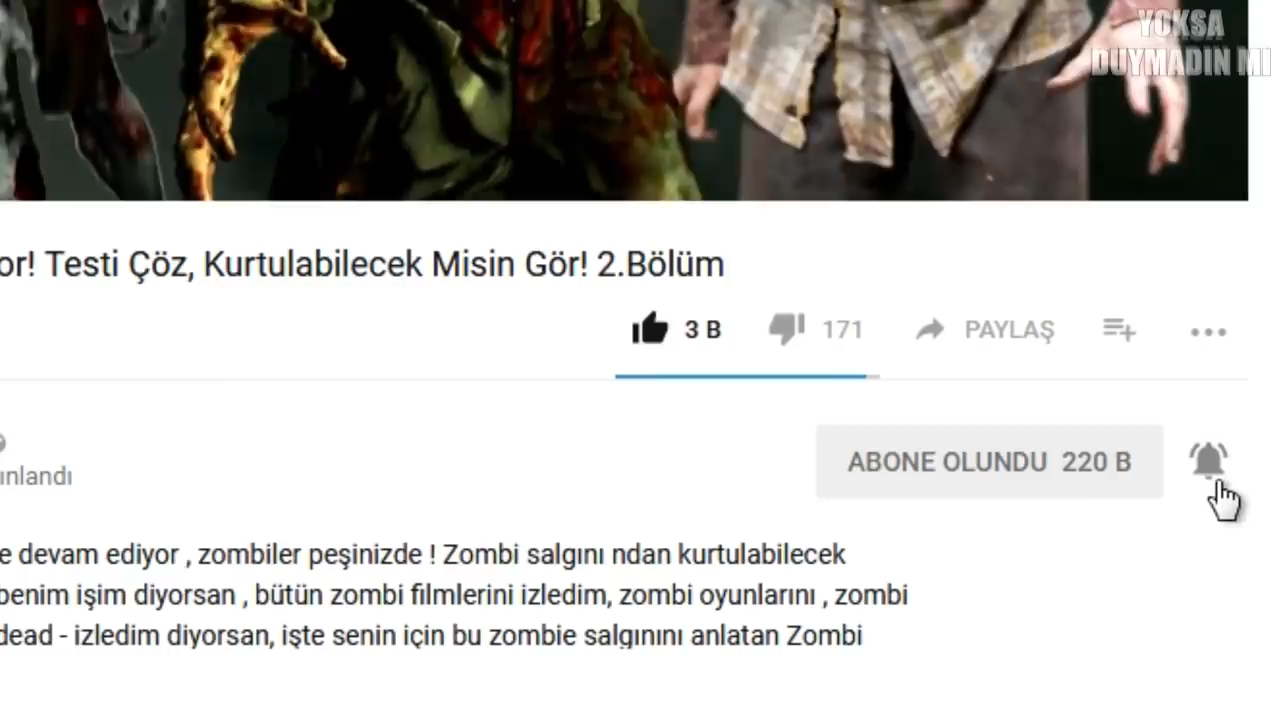 YOKSA
DUYMADIN MI
or! Testi Çöz, Kurtulabilecek Misin Gör! 2.Bölüm
3 B 171 PAYLAŞ
ABONE OLUNDU 220 B
ınlandı
e devam ediyor , zombiler peşinizde ! Zombi salgını ndan kurtulabilecek
benim işim diyorsan , bütün zombi filmlerini izledim, zombi oyunlarını , zombi
dead - izledim diyorsan, işte senin için bu zombie salgınını anlatan Zombi